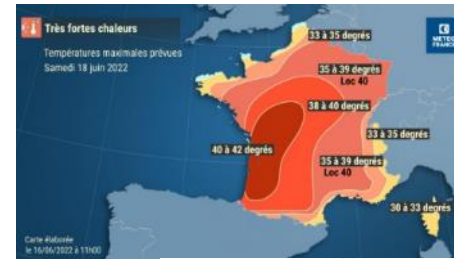 Très fortes chaleurs
Températures maximales prévues
Samedi 18 juin 2022
METEO
FRANCE
33 à 35 degrés
35 à 39 degrés
Loc 40
38 à 40 degrés
33 à 35 degrés
40 à 42 degrés
35 à 39 degrés
Loc 40
30 à 33 degrés
Carte élaborée
le 16/06/2022 à 11h00